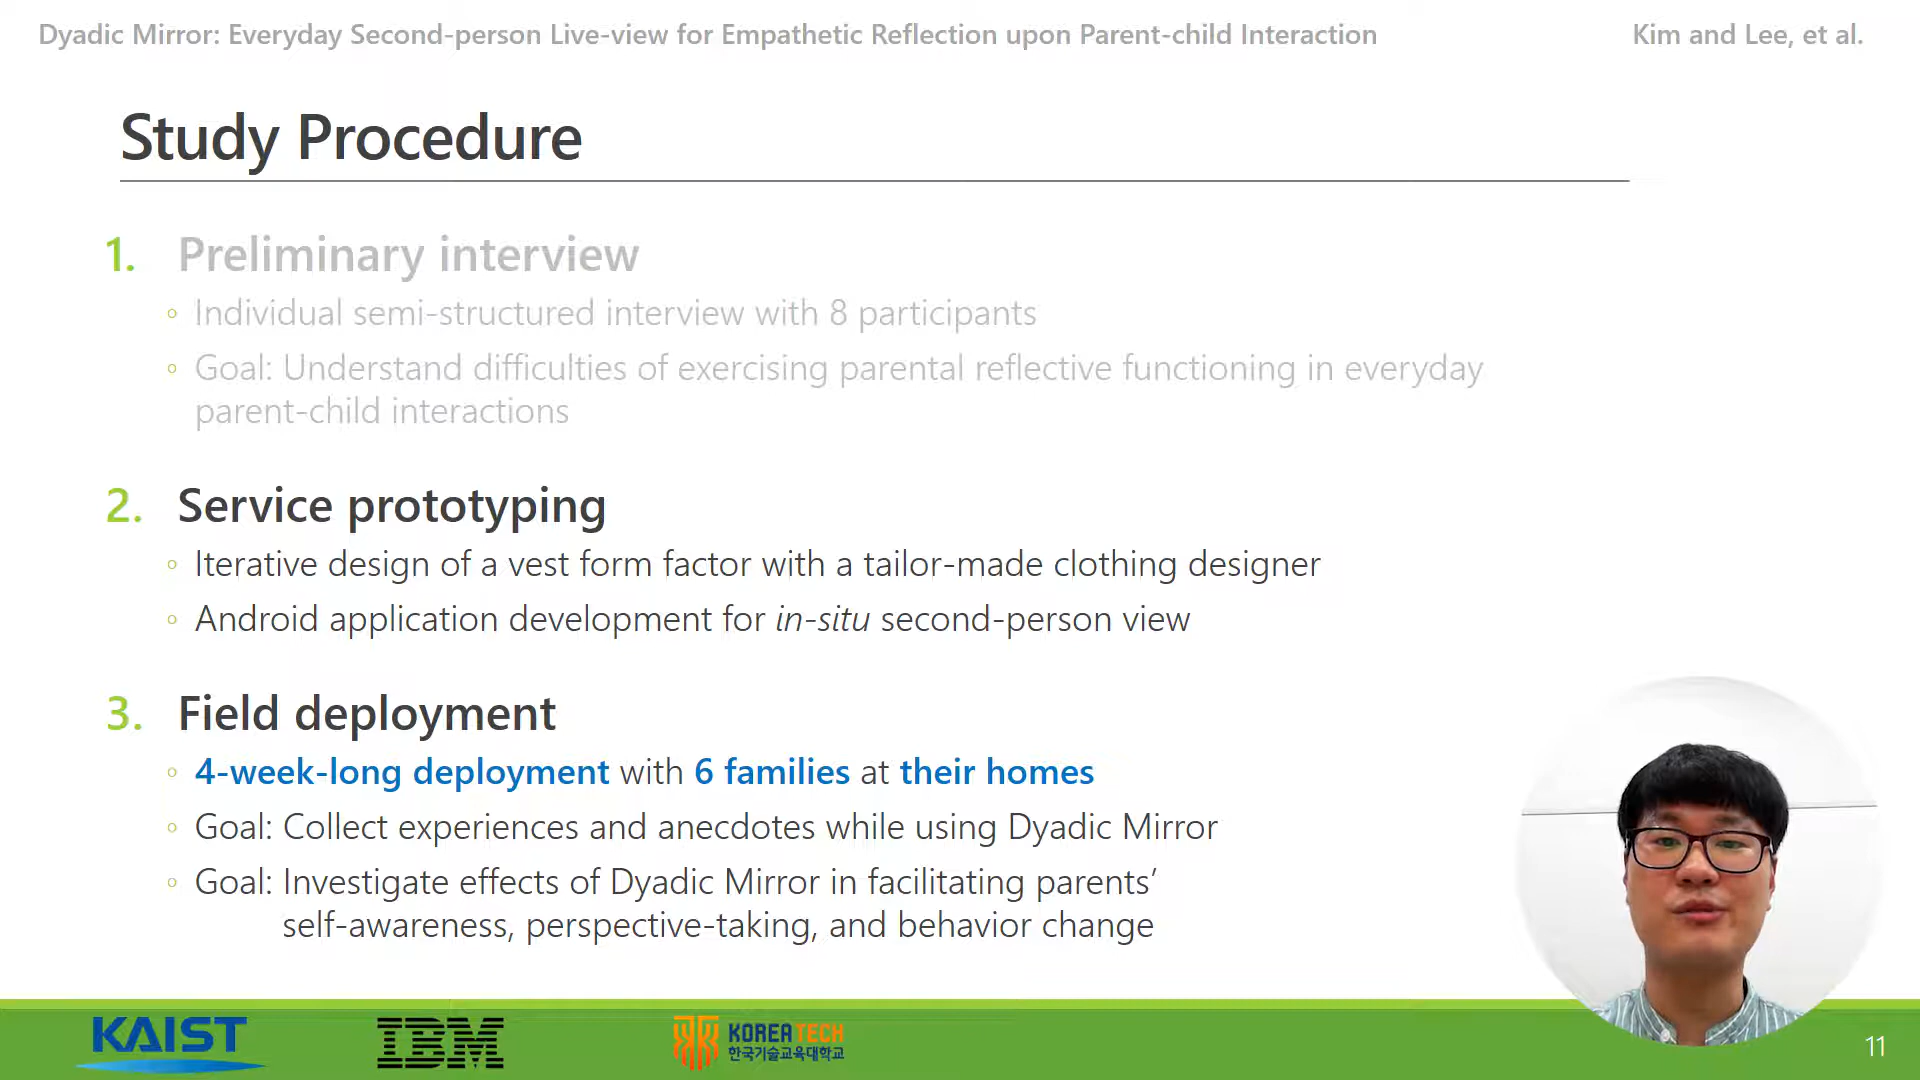 Dyadic Mirror: Everyday Second-person Live-view for Empathetic Reflection upon Parent-child Interaction
Kim and Lee, et al.
Study Procedure
1. Preliminary interview
◦ Individual semi-structured interview with 8 participants
◦ Goal: Understand difficulties of exercising parental reflective functioning in everyday
parent-child interactions
2. Service prototyping
◦ Iterative design of a vest form factor with a tailor-made clothing designer
◦ Android application development for in-situ second-person view
3. Field deployment
◦ 4-week-long deployment with 6 families at their homes
◦ Goal: Collect experiences and anecdotes while using Dyadic Mirror
◦ Goal: Investigate effects of Dyadic Mirror in facilitating parents’
self-awareness, perspective-taking, and behavior change
KAIST
IBM
KOREATECH
한국기술교육대학교
11